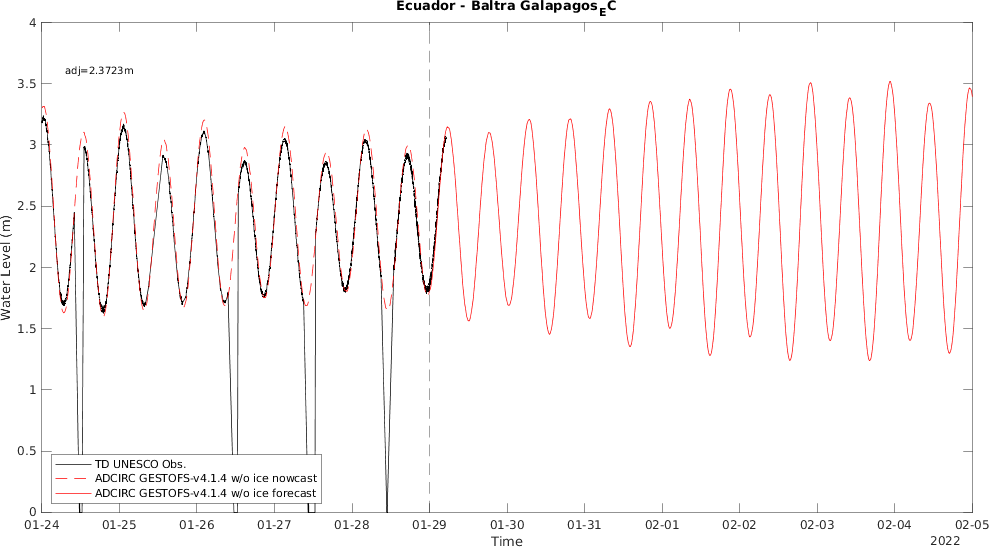 Ecuador - Baltra Galapagos_EC
4
adj=2.3723m
3.5
3
2.5
2
1.5
1
0.5
0
Water Level (m)
TD UNESCO Obs.
ADCIRC GESTOFS-v4.1.4 w/o ice nowcast
ADCIRC GESTOFS-v4.1.4 w/o ice forecast
01-24 01-25 01-26 01-27 01-28 01-29 01-30 01-31 02-01 02-02 02-03 02-04 02-05
Time
2022